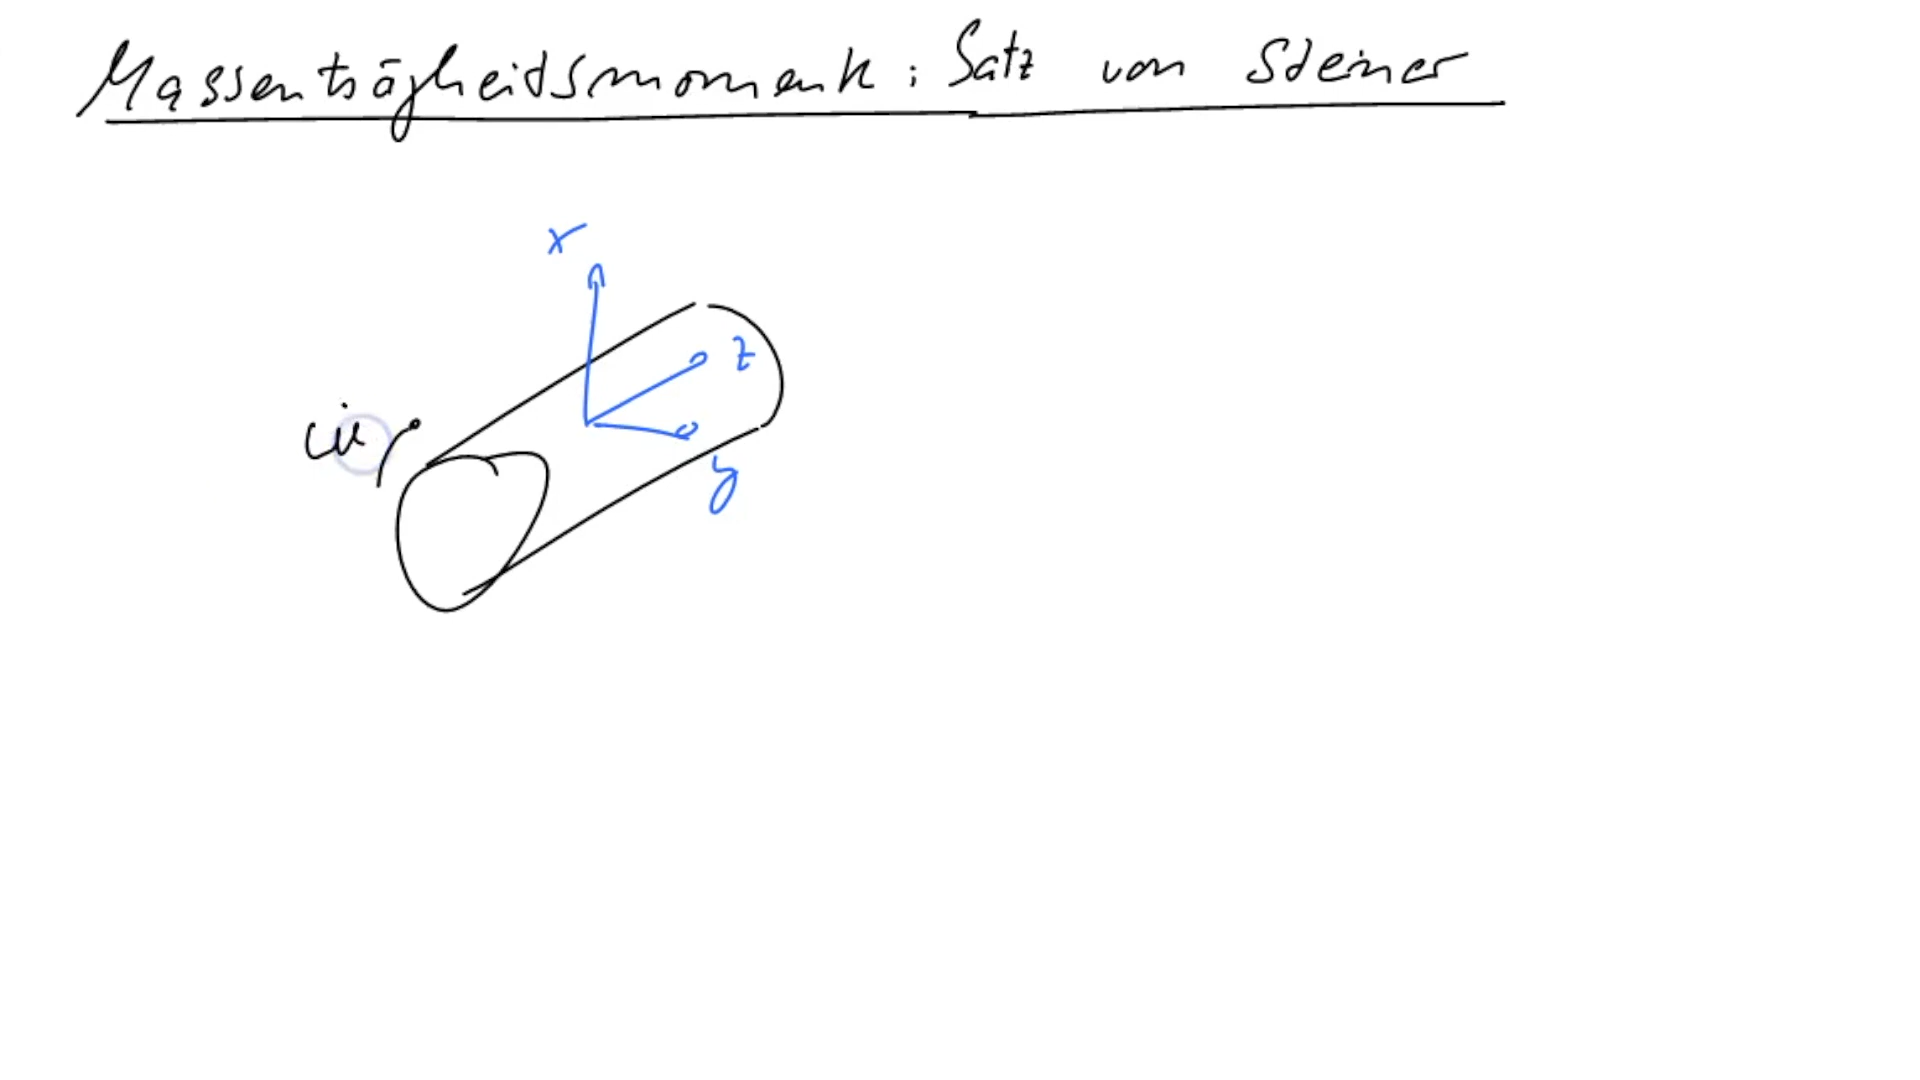 Massenträgheitsmoment: Satz von Steiner
x
z
y